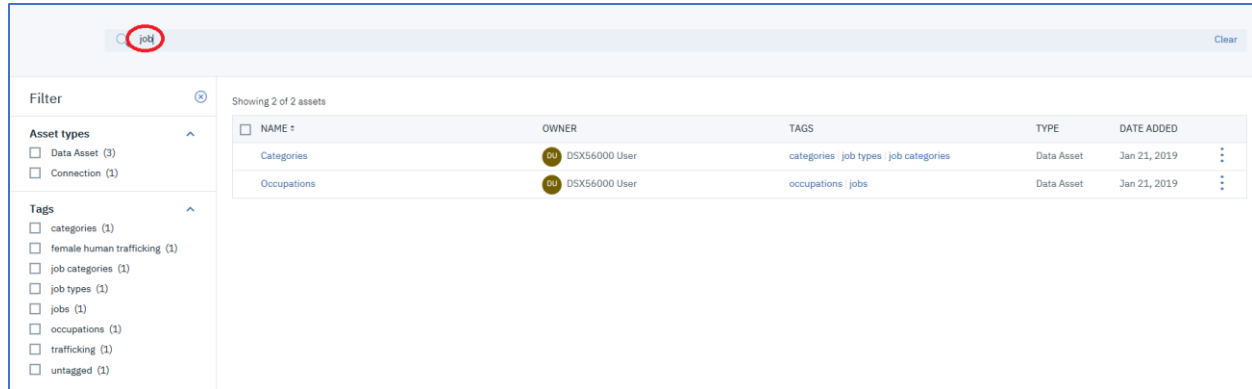 job
Clear
Filter
Showing 2 of 2 assets
NAME OWNER TAGS TYPE DATE ADDED
Categories DU DSX56000 User categories | job types | job categories Data Asset Jan 21, 2019
Occupations DU DSX56000 User occupations | jobs Data Asset Jan 21, 2019
Asset types
Data Asset (3)
Connection (1)
Tags
categories (1)
female human trafficking (1)
job categories (1)
job types (1)
jobs (1)
occupations (1)
trafficking (1)
untagged (1)